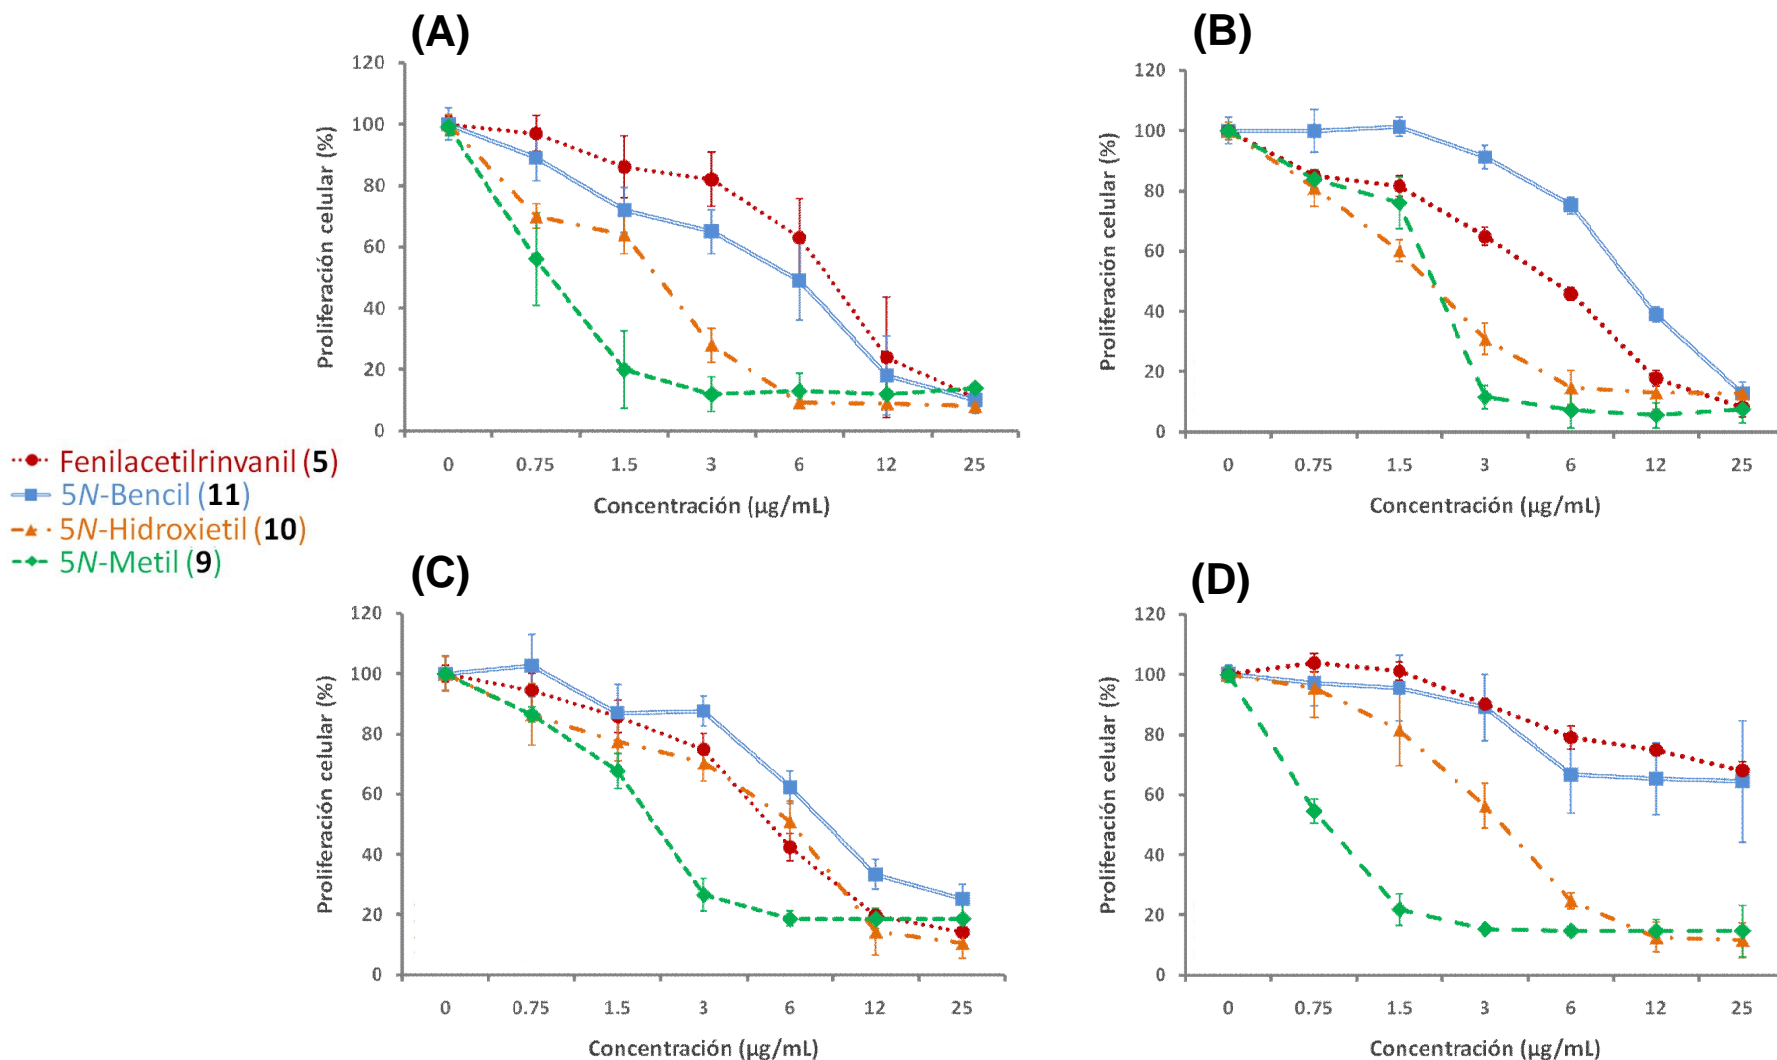 (A)
120
100
80
60
40
20
0
Proliferación celular (%)
0 0.75 1.5 3 6 12 25
Concentración (µg/mL)
(B)
120
100
80
60
40
20
0
Proliferación celular (%)
0 0.75 1.5 3 6 12 25
Concentración (µg/mL)
Fenilacetilrinvanil (5)
5N-Bencil (11)
5N-Hidroxietil (10)
5N-Metil (9)
(C)
120
100
80
60
40
20
0
Proliferación celular (%)
0 0.75 1.5 3 6 12 25
Concentración (µg/mL)
(D)
120
100
80
60
40
20
0
Proliferación celular (%)
0 0.75 1.5 3 6 12 25
Concentración (µg/mL)